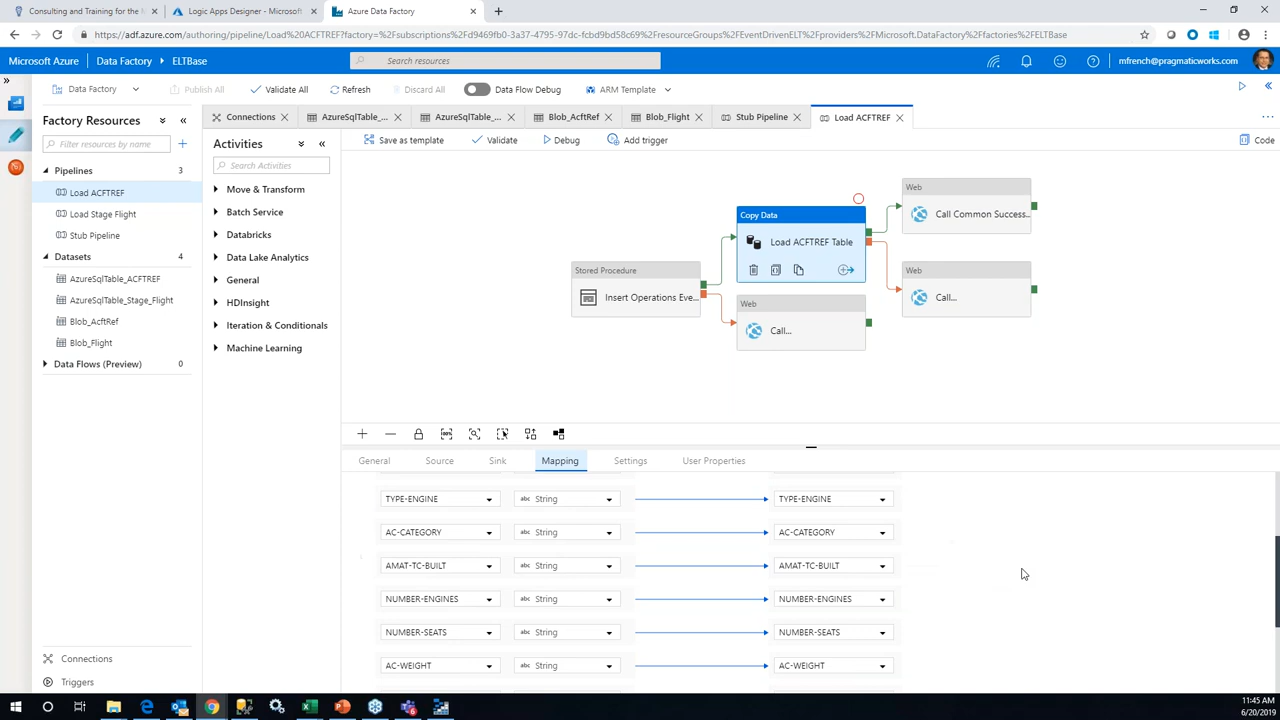 Consulting and Training for the M
Logic Apps Designer - Microsoft
Azure Data Factory
https://adf.azure.com/authoring/pipeline/Load%20ACFTREF?factory=%2Fsubscriptions%2Fd9469fb0-3a37-4795-97dc-fcbd9bd58c69%2FresourceGroups%2FEventDrivenELT%2Fproviders%2FMicrosoft.DataFactory%2Ffactories%2FELTBase
Microsoft Azure
Data Factory
ELTBase
Search resources
mfrench@pragmaticworks.com
PRAGMATIC WORKS
Data Factory
Publish All
Validate All
Refresh
Discard All
Data Flow Debug
ARM Template
Factory Resources
Connections
AzureSqlTable_...
AzureSqlTable_...
Blob_AcftRef
Blob_Flight
Stub Pipeline
Load ACFTREF
Filter resources by name
Pipelines 3
Load ACFTREF
Load Stage Flight
Stub Pipeline
Datasets 4
AzureSqlTable_ACFTREF
AzureSqlTable_Stage_Flight
Blob_AcftRef
Blob_Flight
Data Flows (Preview) 0
Connections
Triggers
Activities
Search Activities
Move & Transform
Batch Service
Databricks
Data Lake Analytics
General
HDInsight
Iteration & Conditionals
Machine Learning
Save as template
Validate
Debug
Add trigger
Code
Stored Procedure
Insert Operations Eve...
Copy Data
Load ACFTREF Table
Web
Call...
Web
Call Common Success...
Web
Call...
General
Source
Sink
Mapping
Settings
User Properties
TYPE-ENGINE abc String TYPE-ENGINE
AC-CATEGORY abc String AC-CATEGORY
AMAT-TC-BUILT abc String AMAT-TC-BUILT
NUMBER-ENGINES abc String NUMBER-ENGINES
NUMBER-SEATS abc String NUMBER-SEATS
AC-WEIGHT abc String AC-WEIGHT
11:45 AM
6/20/2019